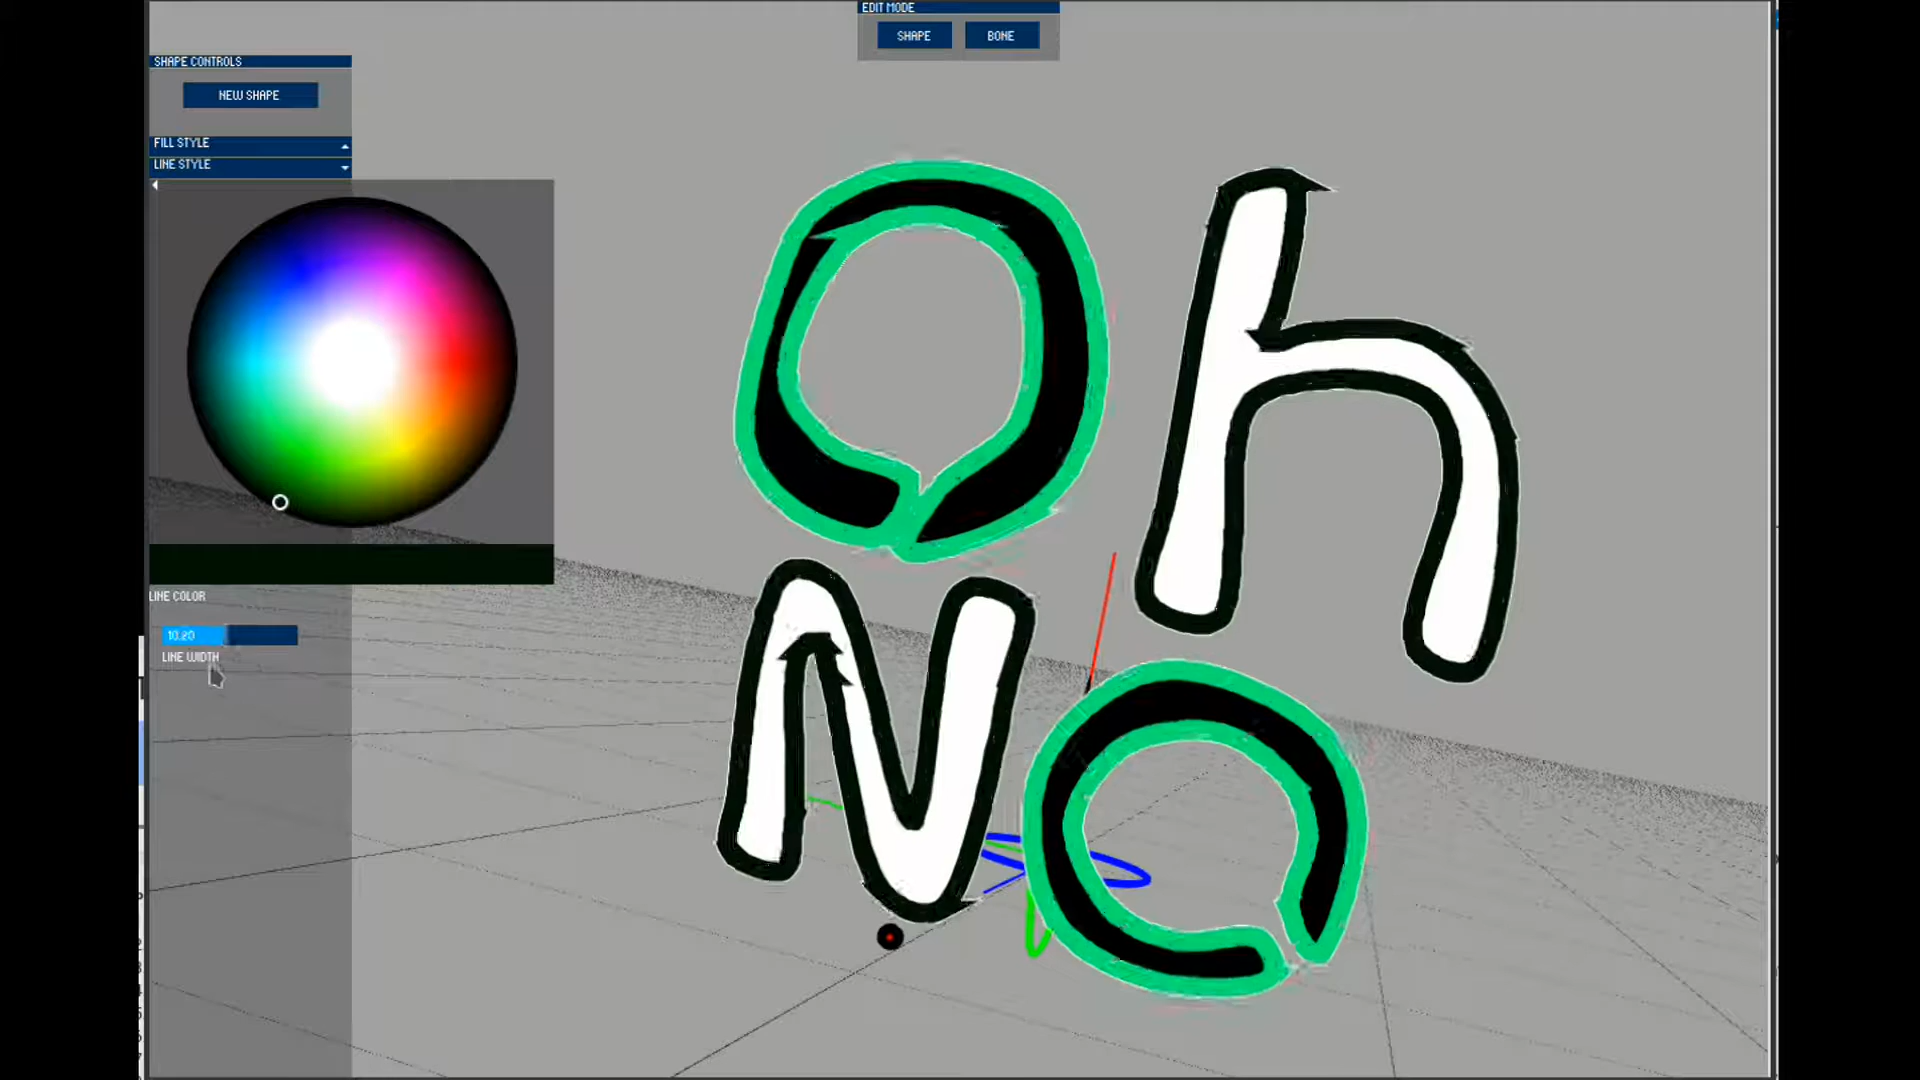 EDIT MODE
SHAPE BONE
SHAPE CONTROLS
NEW SHAPE
FILL STYLE
LINE STYLE
LINE COLOR
10.20
LINE WIDTH
Oh
NO